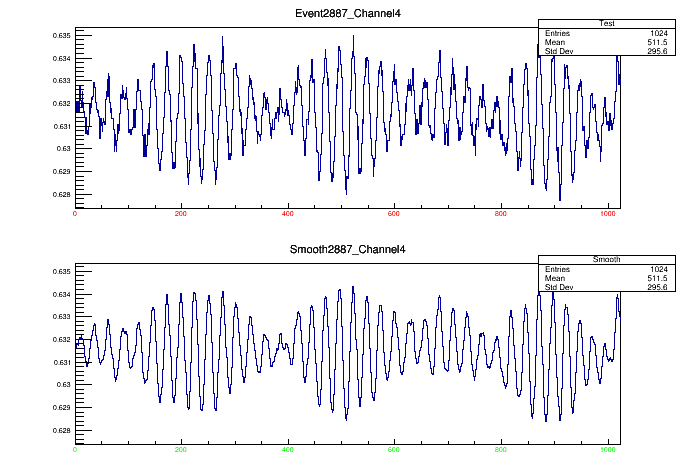 Event2887_Channel4
Test
Entries 1024
Mean 511.5
Std Dev 295.6
0.635
0.634
0.633
0.632
0.631
0.63
0.629
0.628
0 200 400 600 800 1000
Smooth2887_Channel4
Smooth
Entries 1024
Mean 511.5
Std Dev 295.6
0.635
0.634
0.633
0.632
0.631
0.63
0.629
0.628
0 200 400 600 800 1000